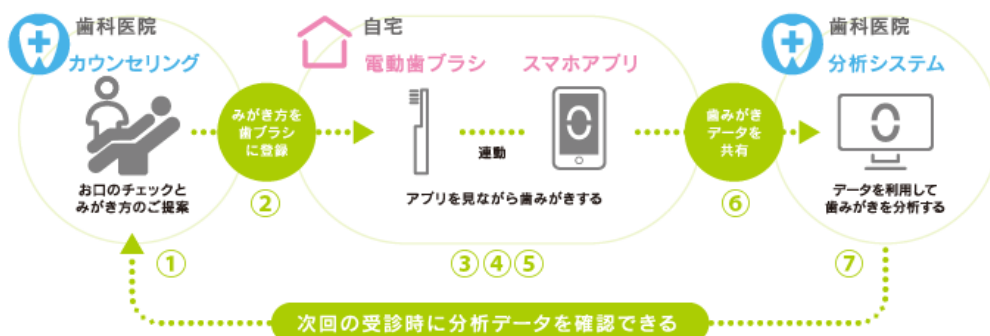 歯科医院
カウンセリング
お口のチェックと
みがき方のご提案
①
みがき方を
歯ブラシ
に登録
②
自宅
電動歯ブラシ
スマホアプリ
連動
アプリを見ながら歯みがきする
③④⑤
歯みがき
データを
共有
⑥
歯科医院
分析システム
データを利用して
歯みがきを分析する
⑦
次回の受診時に分析データを確認できる